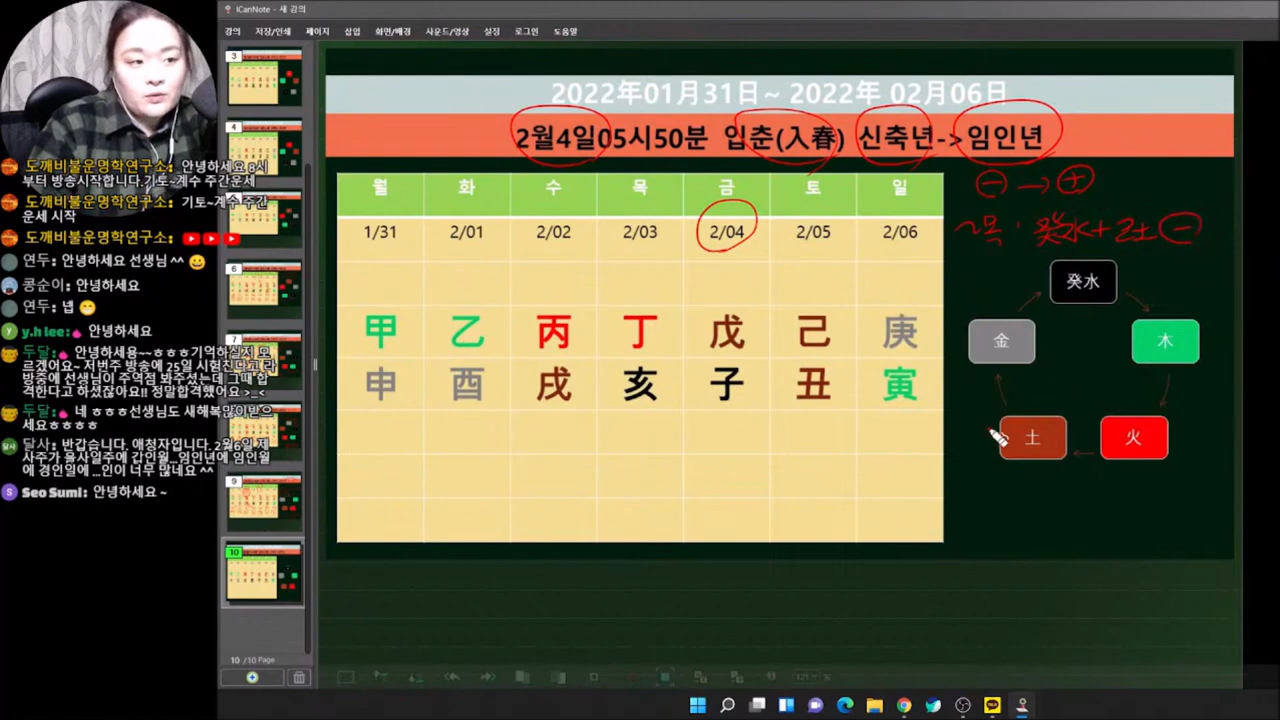 ICanNote - 새 강의
강의 저장/인쇄 페이지 삽입 화면/배경 사운드/영상 설정 로그인 도움말
3
4
6
7
9
10
10 /10 Page
도깨비불운명학연구소: 안녕하세요 8시
부터 방송시작합니다.기토~계수 주간운세
도깨비불운명학연구소: 기토~계수 주간
운세 시작
도깨비불운명학연구소:
연두: 안녕하세요 선생님 ^^ 😀
콩순이: 안녕하세요
연두: 넵 😁
y.h lee: 안녕하세요
두달: 안녕하세용~~ㅎㅎㅎ기억하실지 모
르겠어요~ 저번주 방송에 25일 시험진다고 라
방중에 선생님이 주역점 봐주셨는데 그때 합
격한다고 하셨잖아요!! 정말합격했어요 >_<
두달: 네 ㅎㅎㅎ선생님도 새해복많이받으
세요ㅎㅎㅎㅎ
달사: 반갑습니다. 애청자입니다. 2월6일 제
사주가 을사일주에 갑인월...임인년에 임인월
에 경인일에 ...인이 너무 많네요 ^^
Seo Sumi: 안녕하세요 ~
2022年01月31日~ 2022年 02月06日
2월4일05시50분 입춘(入春) 신축년->임인년
월 화 수 목 금 토 일
1/31 2/01 2/02 2/03 2/04 2/05 2/06
甲 乙 丙 丁 戊 己 庚
申 酉 戌 亥 子 丑 寅
- → +
癸水+己土 -
癸水
金
木
土
火